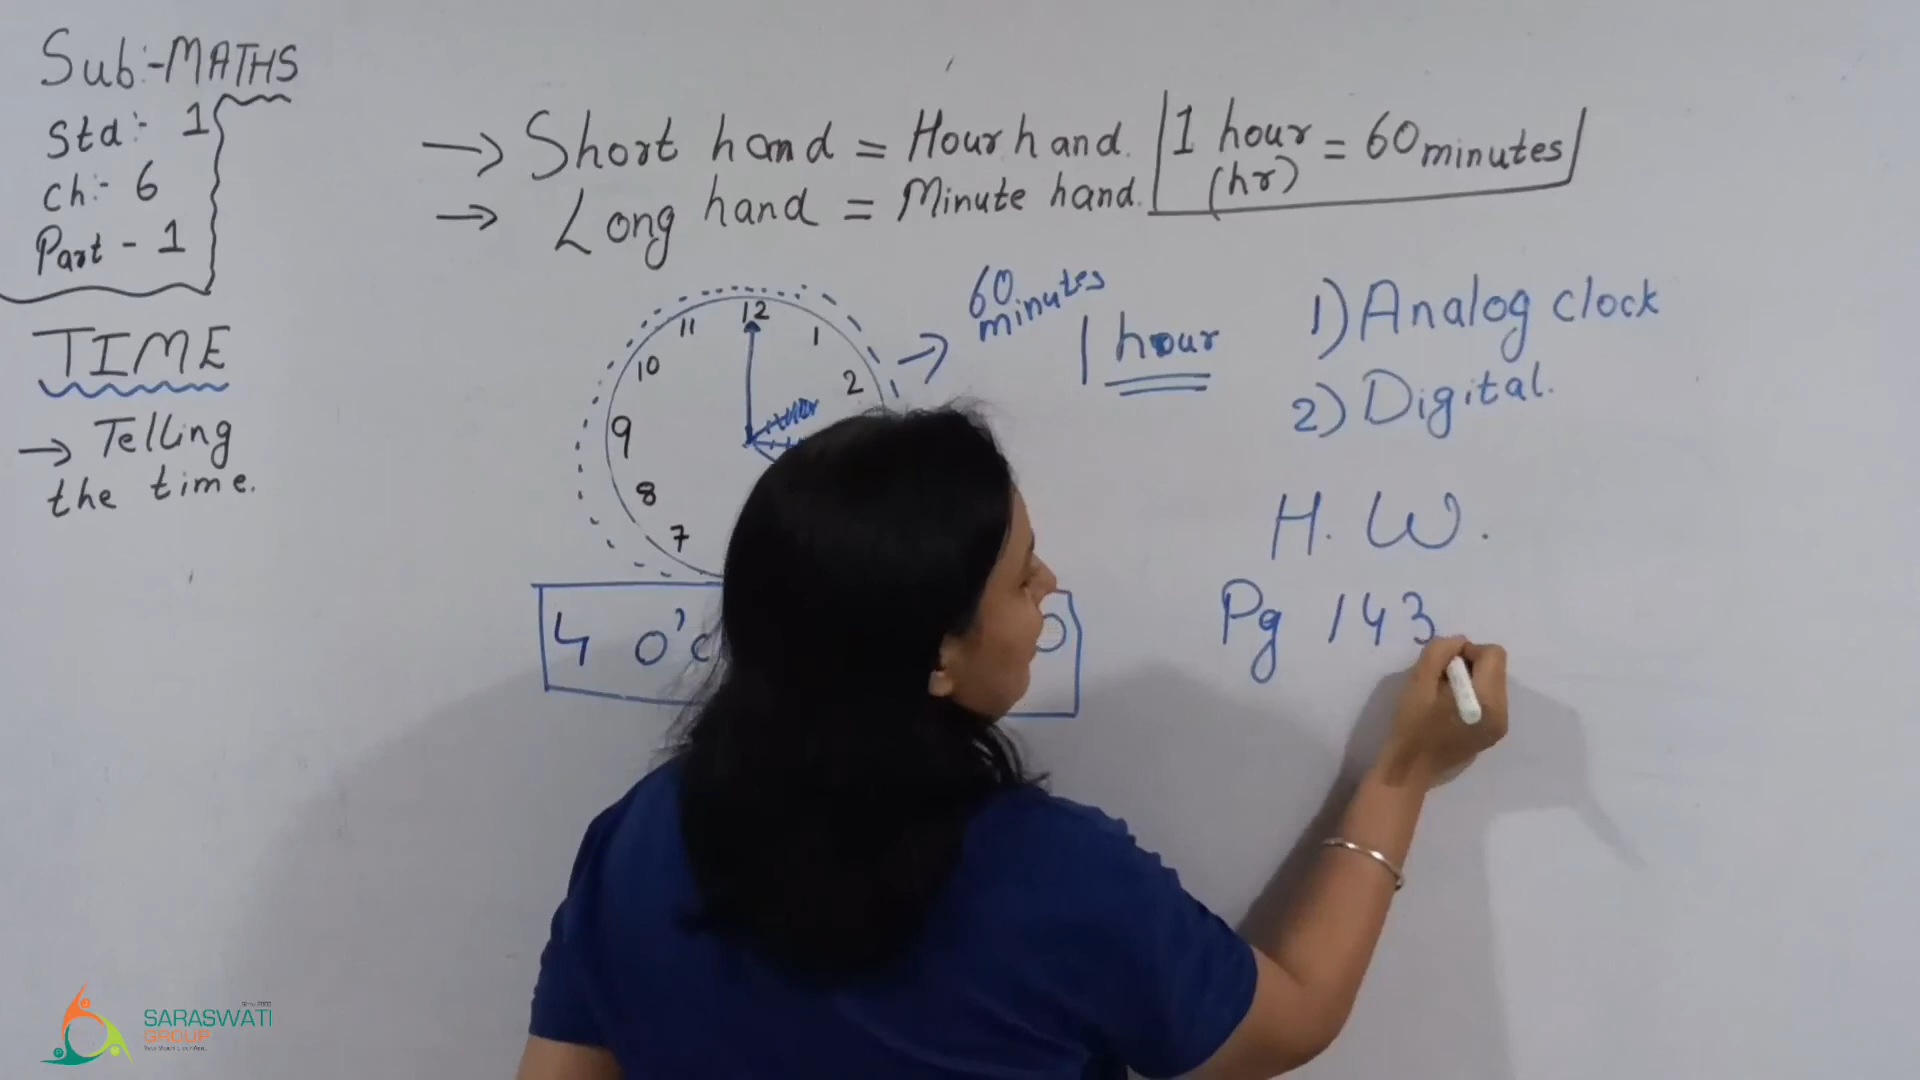 Sub:-MATHS
Std:- 1
Ch:- 6
Part - 1
TIME
→ Telling
the time.
→ Short hand = Hour hand.
→ Long hand = Minute hand.
1 hour = 60 minutes
(hr)
12
11
1
10
2
9
8
7
→ 60
minutes
1 hour
4 O'c
1) Analog clock
2) Digital.
H. W.
Pg 143
SARASWATI
GROUP